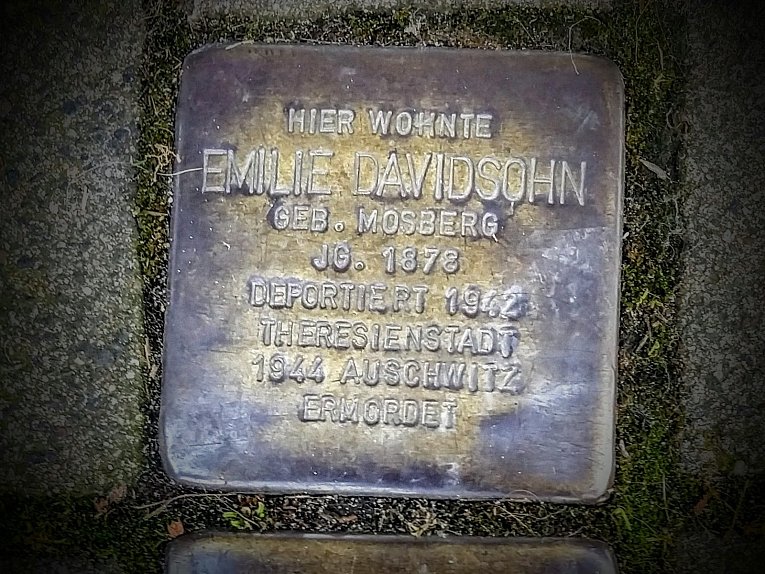 HIER WOHNTE
EMILIE DAVIDSOHN
GEB. MOSBERG
JG. 1878
DEPORTIERT 1942
THERESIENSTADT
1944 AUSCHWITZ
ERMORDET